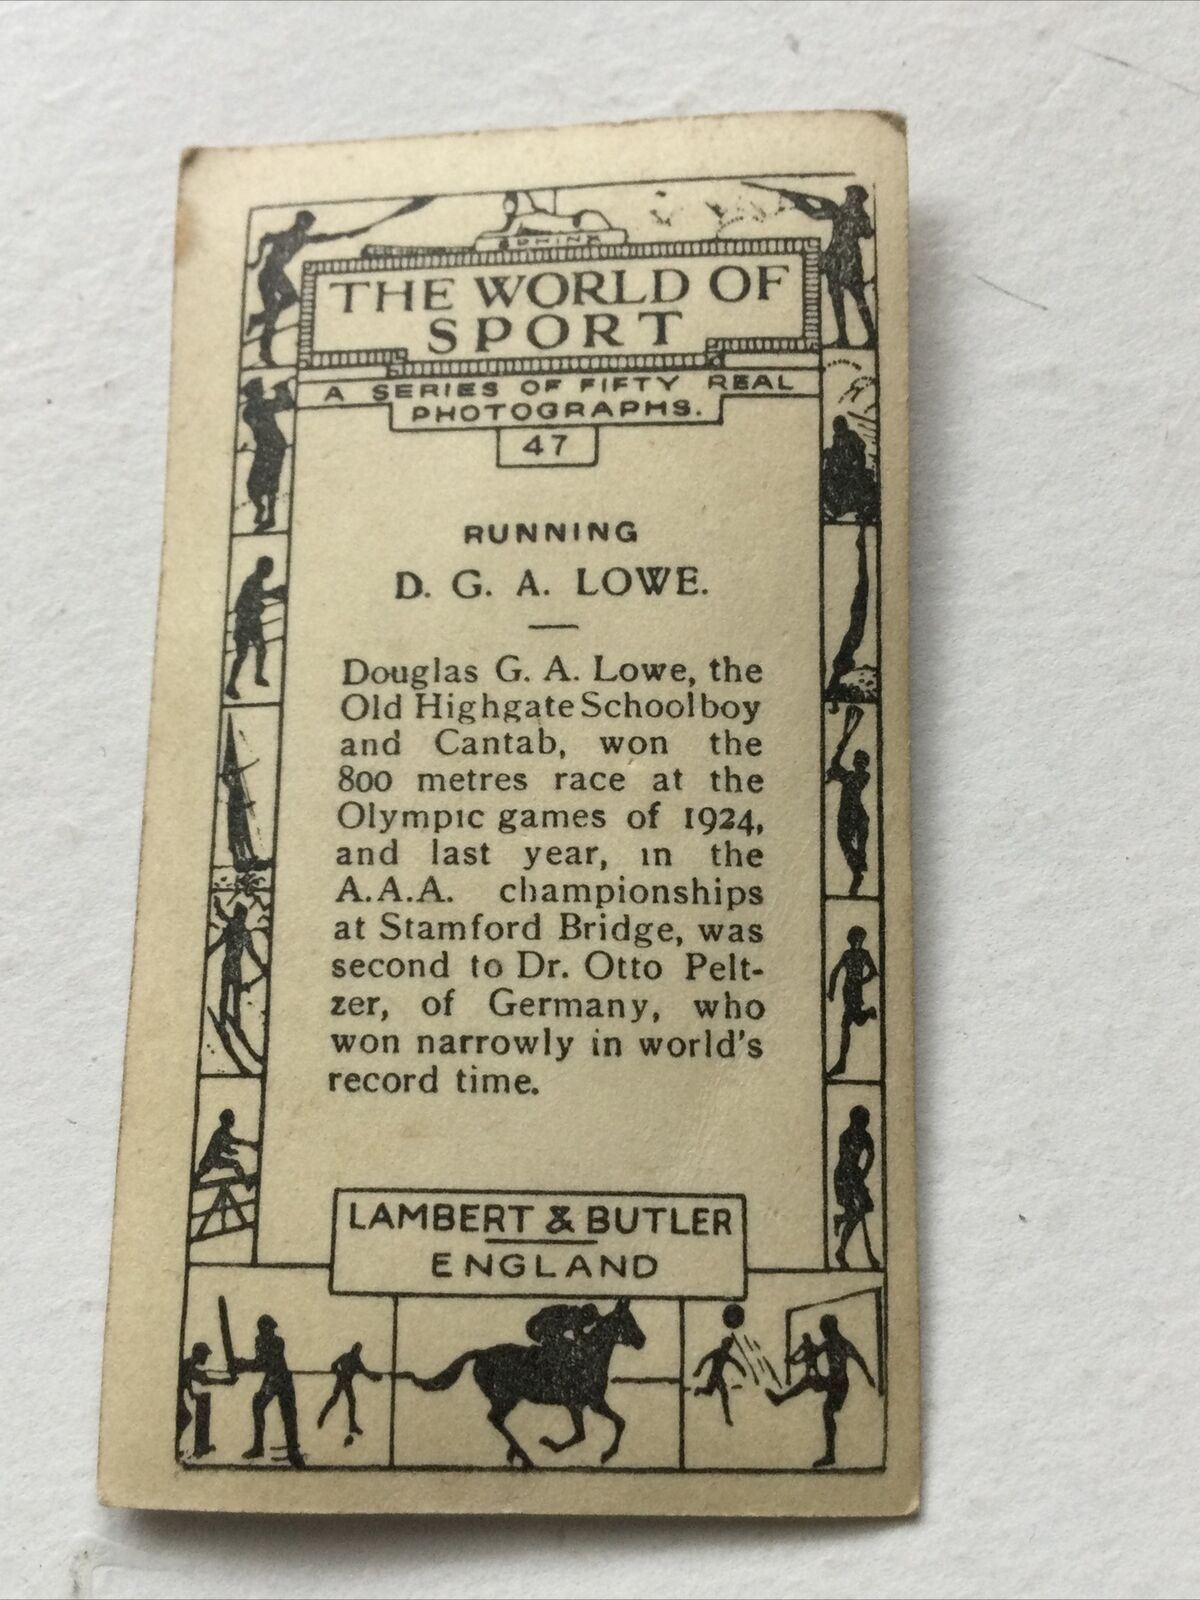 SPHINX
THE WORLD OF
SPORT
A SERIES OF FIFTY REAL
PHOTOGRAPHS.
47
RUNNING
D. G. A. LOWE.
Douglas G. A. Lowe, the
Old Highgate Schoolboy
and Cantab, won the
800 metres race at the
Olympic games of 1924,
and last year, in the
A.A.A. championships
at Stamford Bridge, was
second to Dr. Otto Pelt-
zer, of Germany, who
won narrowly in world's
record time.
LAMBERT & BUTLER
ENGLAND